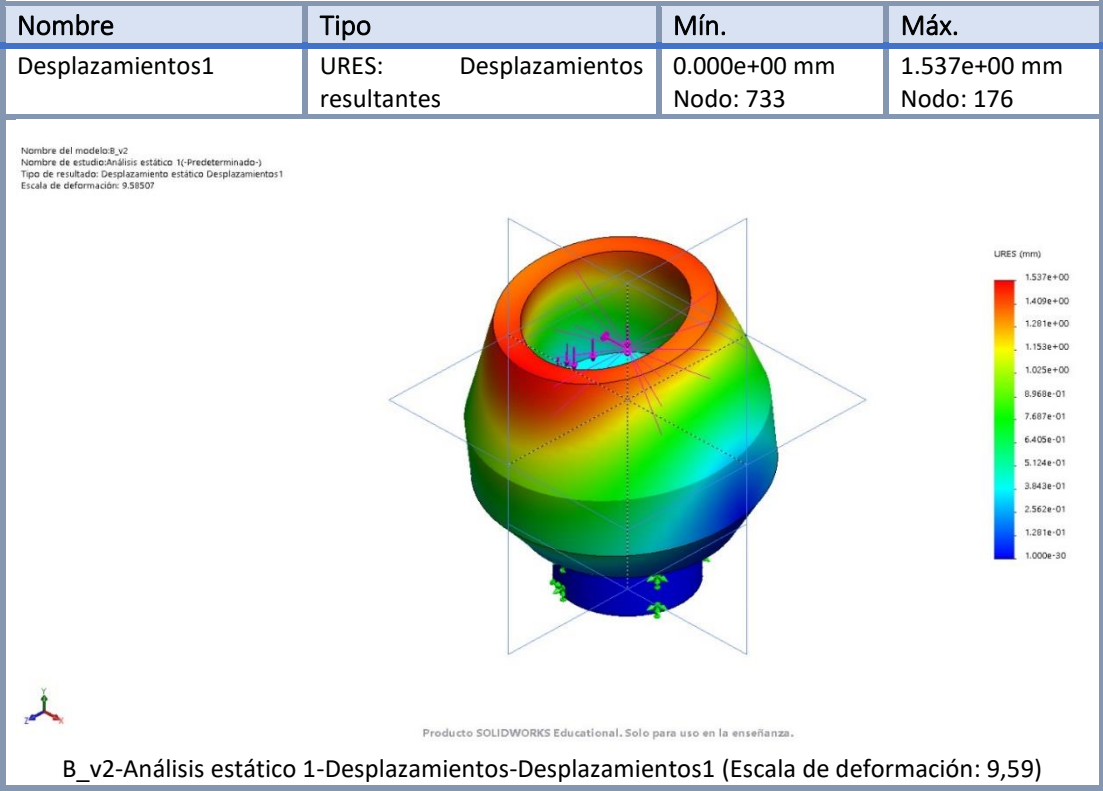 Nombre Tipo Mín. Máx.
Desplazamientos1 URES: Desplazamientos 0.000e+00 mm 1.537e+00 mm
resultantes Nodo: 733 Nodo: 176
Nombre del modelo:B_v2
Nombre de estudio:Análisis estático 1(-Predeterminado-)
Tipo de resultado: Desplazamiento estático Desplazamientos1
Escala de deformación: 9.58507
URES (mm)
1.537e+00
1.409e+00
1.281e+00
1.153e+00
1.025e+00
8.968e-01
7.687e-01
6.405e-01
5.124e-01
3.843e-01
2.562e-01
1.281e-01
1.000e-30
Y
Z X
Producto SOLIDWORKS Educational. Solo para uso en la enseñanza.
B_v2-Análisis estático 1-Desplazamientos-Desplazamientos1 (Escala de deformación: 9,59)